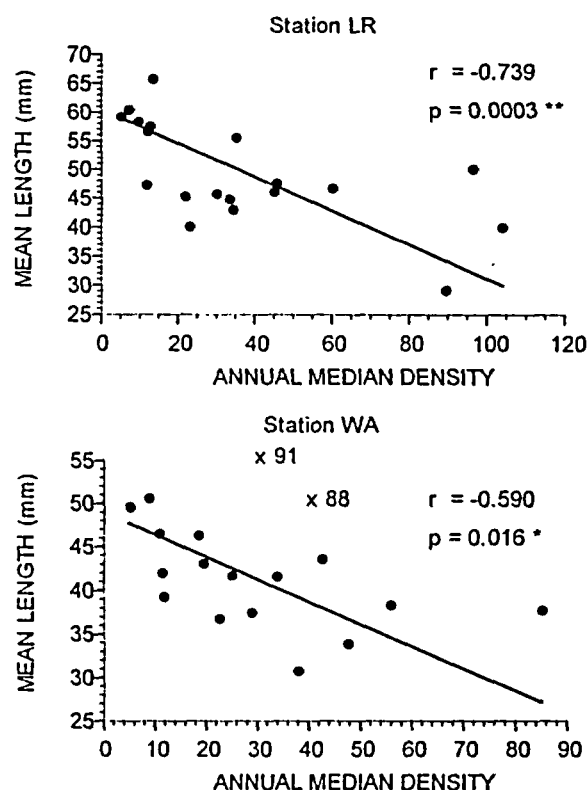 Station LR
r = -0.739
p = 0.0003 **
MEAN LENGTH (mm)
70
65
60
55
50
45
40
35
30
25
0 20 40 60 80 100 120
ANNUAL MEDIAN DENSITY
Station WA
x 91
x 88
r = -0.590
p = 0.016 *
MEAN LENGTH (mm)
55
50
45
40
35
30
25
0 10 20 30 40 50 60 70 80 90
ANNUAL MEDIAN DENSITY